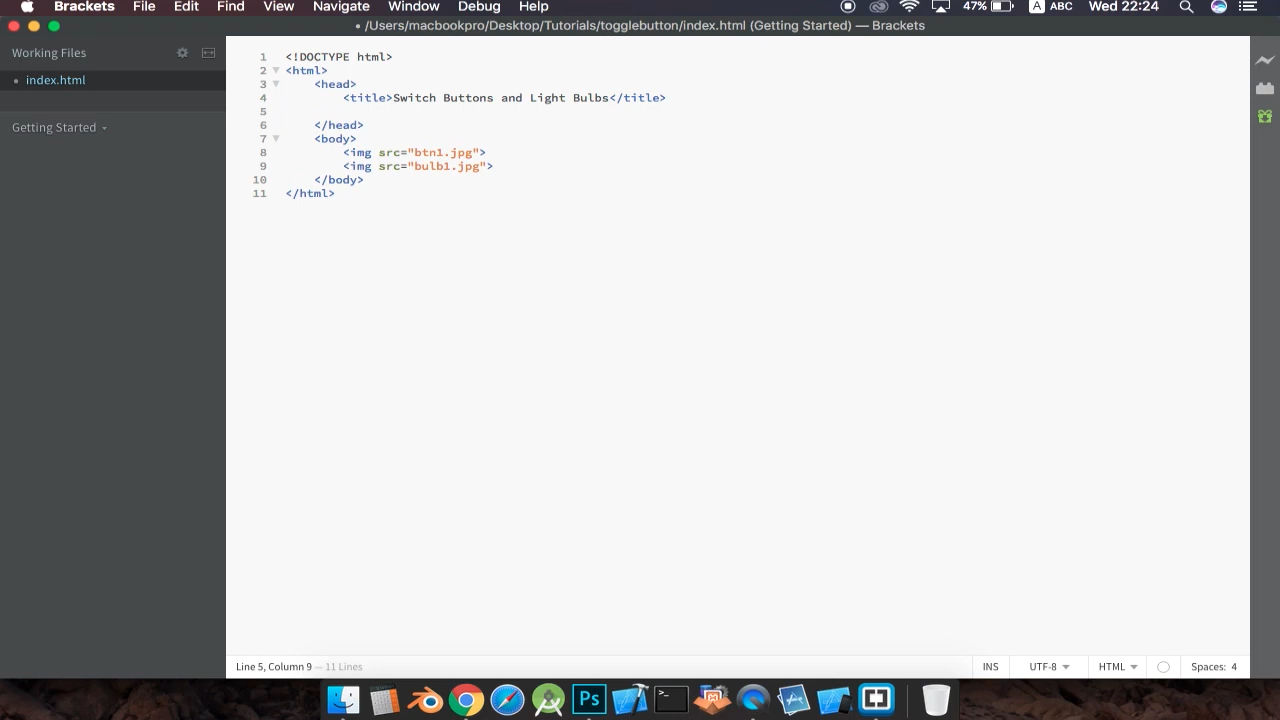 Brackets File Edit Find View Navigate Window Debug Help 47% A ABC Wed 22:24
• /Users/macbookpro/Desktop/Tutorials/togglebutton/index.html (Getting Started) — Brackets
Working Files
• index.html
Getting Started
1 <!DOCTYPE html>
2 <html>
3 <head>
4 <title>Switch Buttons and Light Bulbs</title>
5
6 </head>
7 <body>
8 <img src="btn1.jpg">
9 <img src="bulb1.jpg">
10 </body>
11 </html>
Line 5, Column 9 — 11 Lines INS UTF-8 HTML Spaces: 4
Ps >_